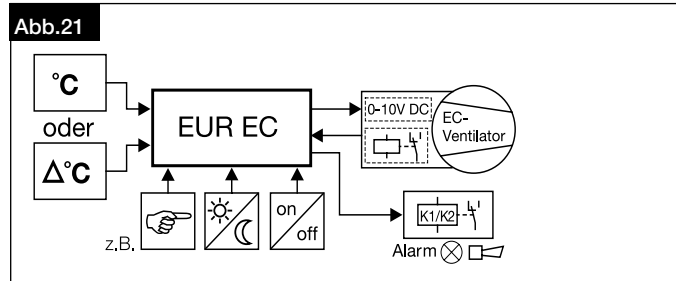 Abb.21
°C
oder
Δ°C
EUR EC
0-10V DC
EC-
Ventilator
z.B.
on
off
K1/K2
Alarm